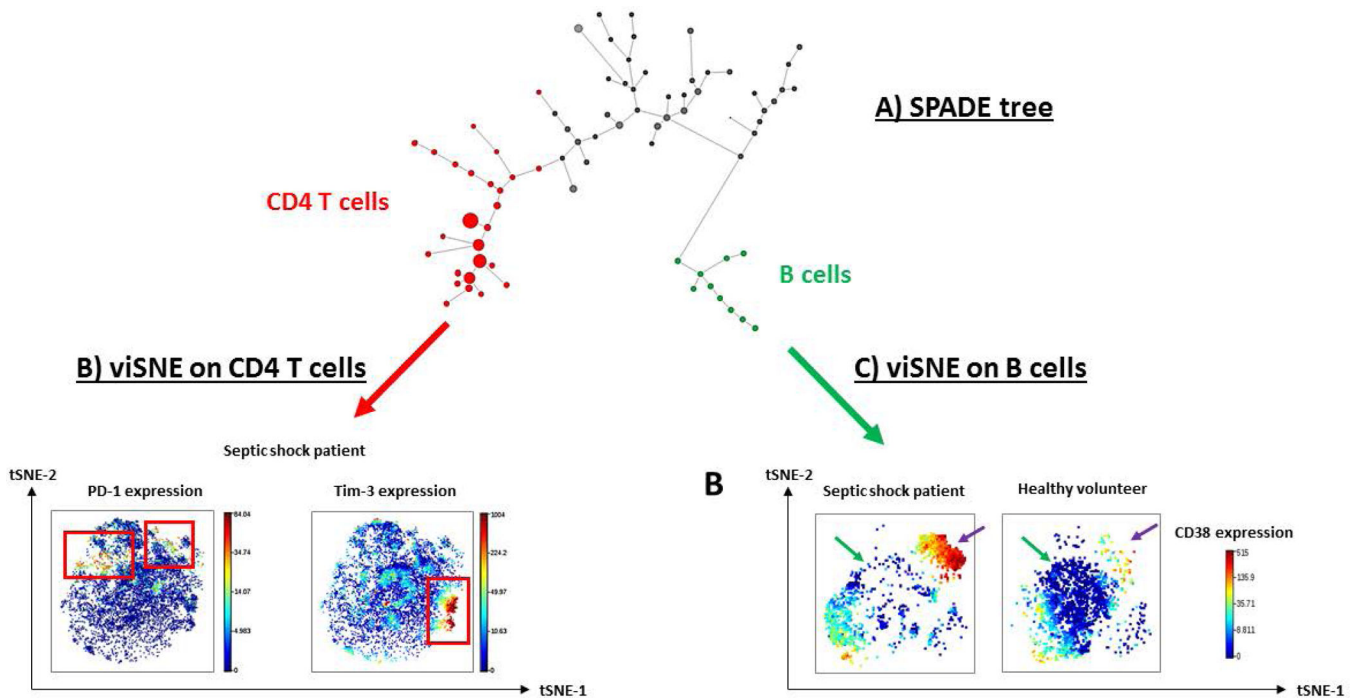 A) SPADE tree
CD4 T cells
B cells
B) viSNE on CD4 T cells
C) viSNE on B cells
Septic shock patient
tSNE-2
PD-1 expression
Tim-3 expression
84.04
34.74
14.07
4.983
0
1004
224.2
49.97
10.63
0
tSNE-1
B
tSNE-2
Septic shock patient
Healthy volunteer
CD38 expression
515
135.9
35.71
8.811
0
tSNE-1